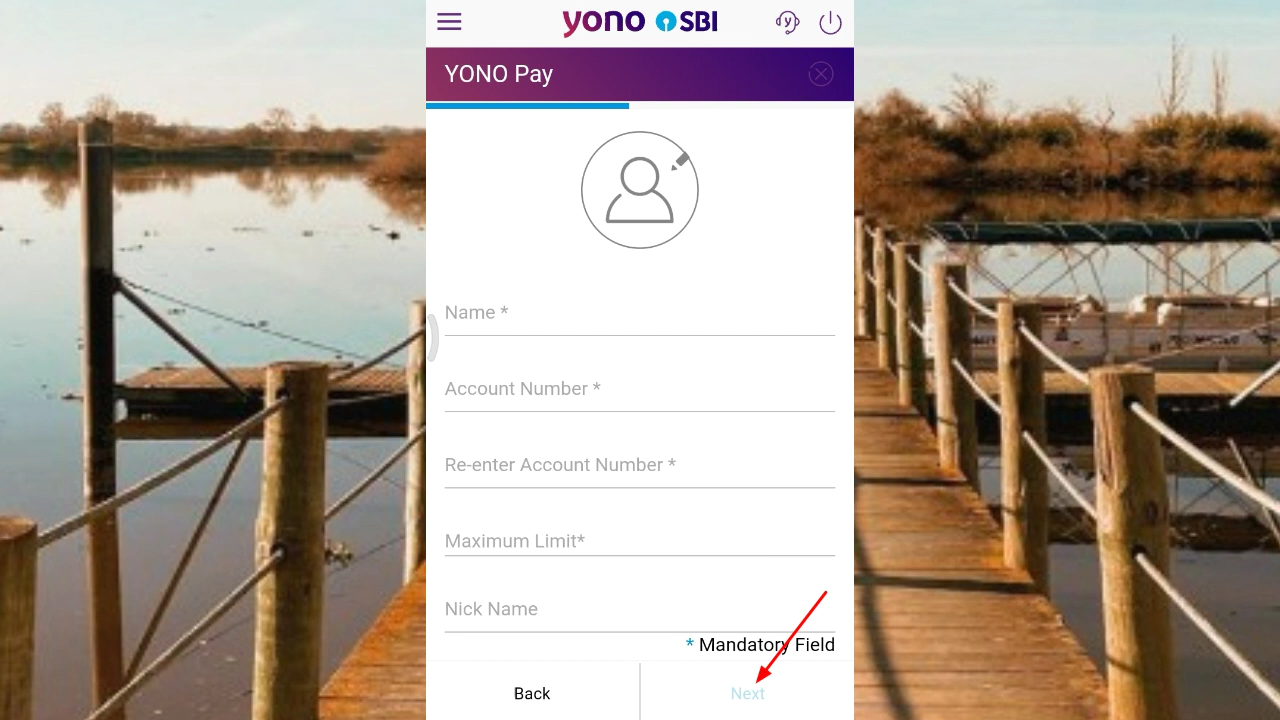 yono SBI
YONO Pay
Name *
Account Number *
Re-enter Account Number *
Maximum Limit*
Nick Name
* Mandatory Field
Back
Next